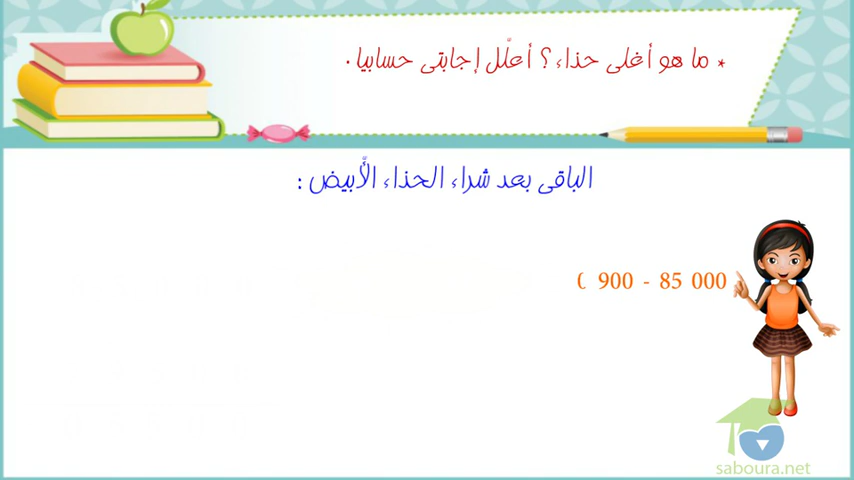 * ما هو أغلى حذاء؟ أعلّل إجابتي حسابيا.
الباقي بعد شراء الحذاء الأبيض :
85 000 - 900 (
saboura.net